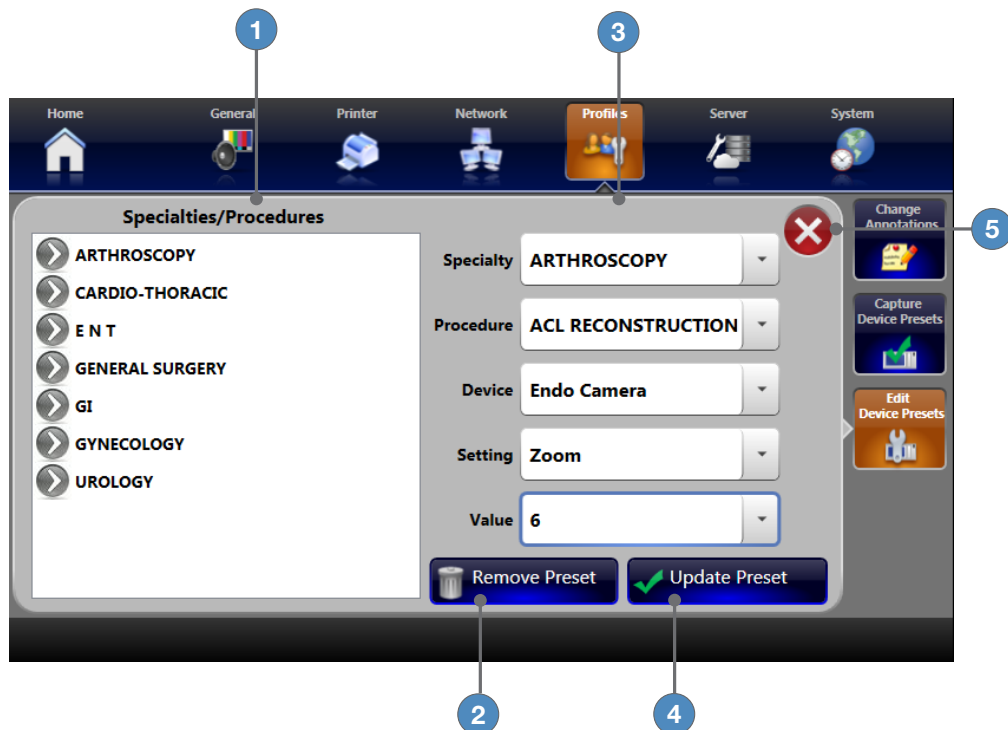 1
3
Home
General
Printer
Network
Profiles
Server
System
Specialties/Procedures
ARTHROSCOPY
CARDIO-THORACIC
E N T
GENERAL SURGERY
GI
GYNECOLOGY
UROLOGY
Specialty
ARTHROSCOPY
Procedure
ACL RECONSTRUCTION
Device
Endo Camera
Setting
Zoom
Value
6
Remove Preset
Update Preset
Change
Annotations
5
Capture
Device Presets
Edit
Device Presets
2
4